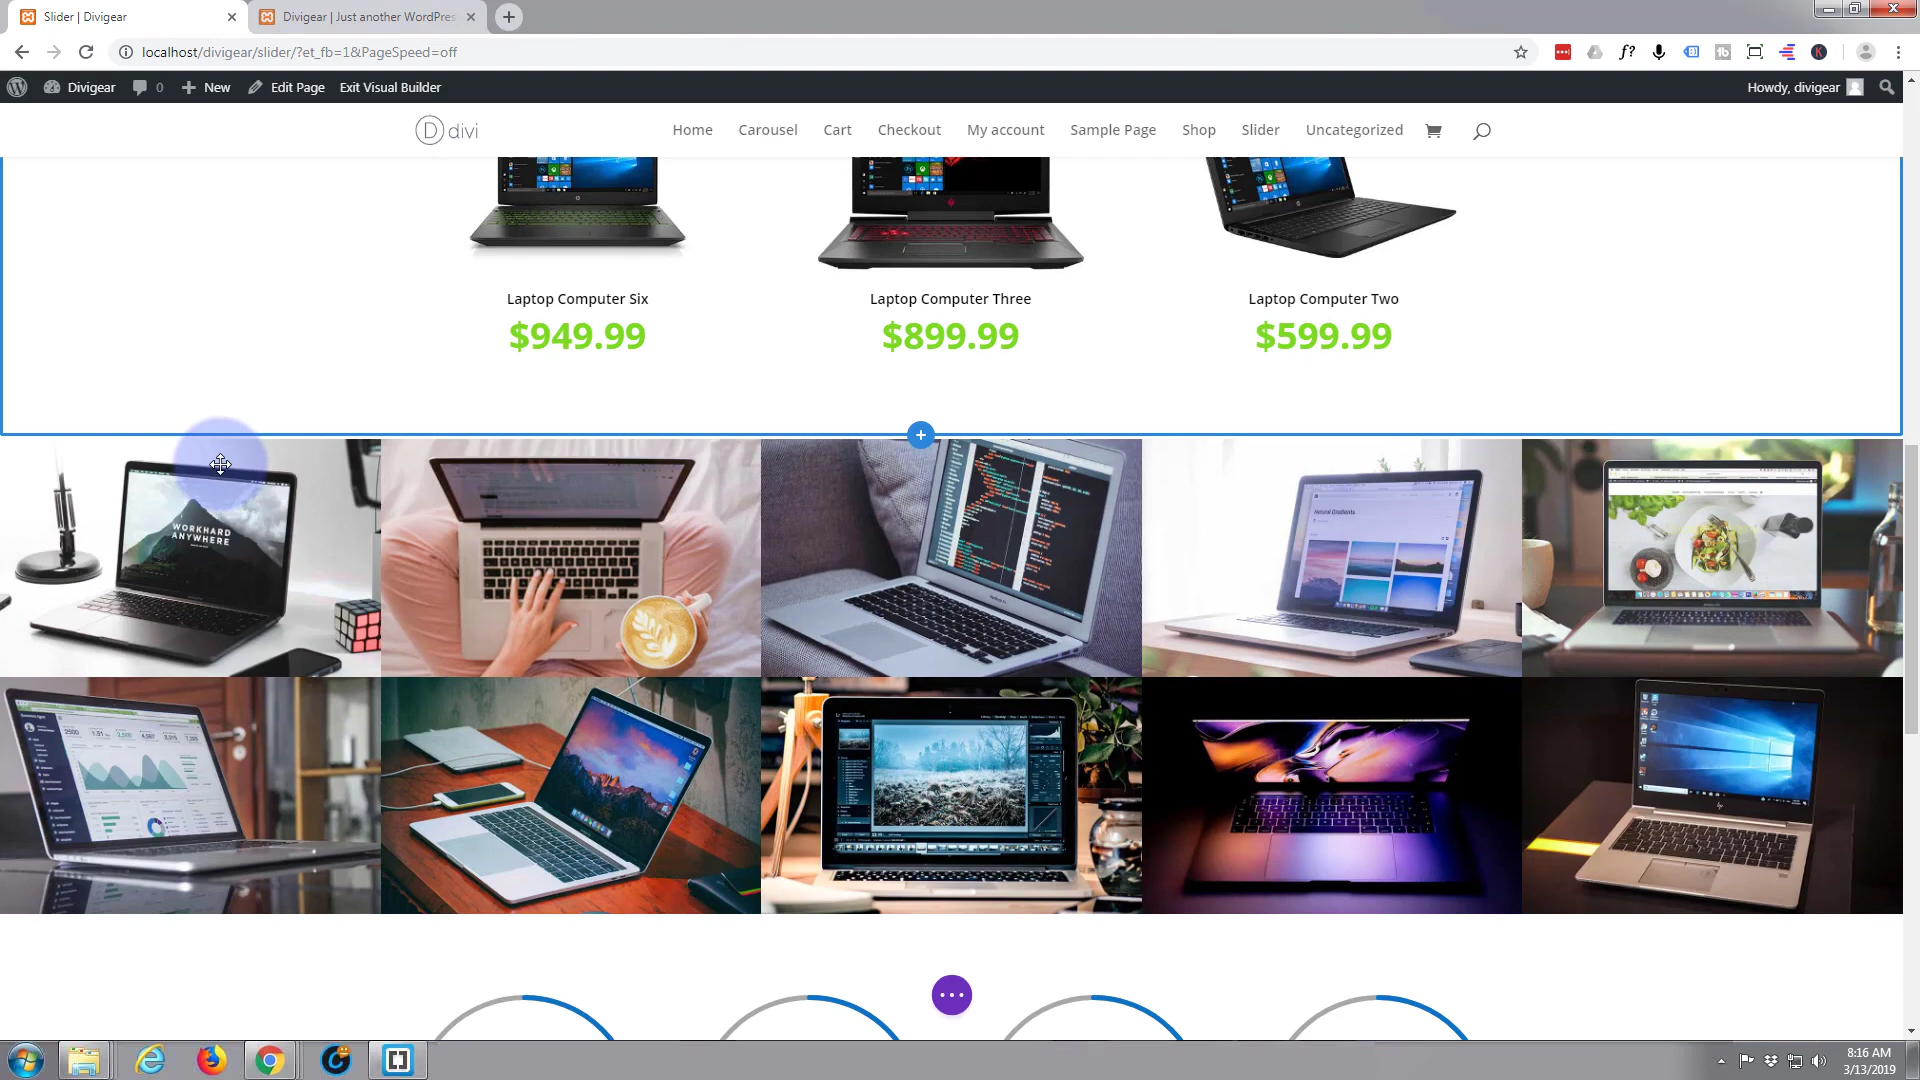 Slider | Divigear
Divigear | Just another WordPres
localhost/divigear/slider/?et_fb=1&PageSpeed=off
Divigear 0 New Edit Page Exit Visual Builder Howdy, divigear
D divi Home Carousel Cart Checkout My account Sample Page Shop Slider Uncategorized
Laptop Computer Six Laptop Computer Three Laptop Computer Two
$949.99 $899.99 $599.99
WORKHARD
ANYWHERE
Natural Gradients
8:16 AM
3/13/2019